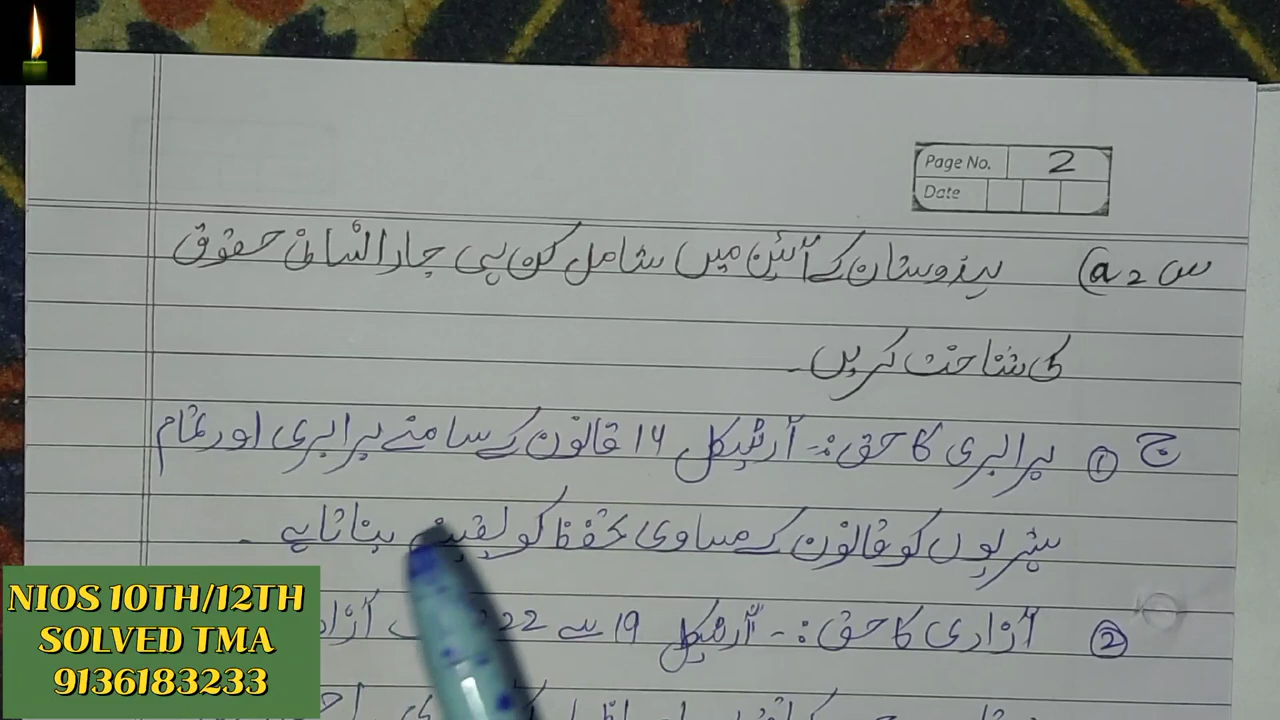 Page No. 2
Date
س 2 a) ہندوستان کے آئین میں شامل کن ہی چار انسانی حقوق
کی شناخت کریں۔
ج ① برابری کا حق :- آرٹیکل 14 قانون کے سامنے برابری اور تمام
شہریوں کو قانون کے مساوی تحفظ کو یقینی بناتا ہے ۔
② آزادی کا حق :- آرٹیکل 19 سے 22
NIOS 10TH/12TH
SOLVED TMA
9136183233